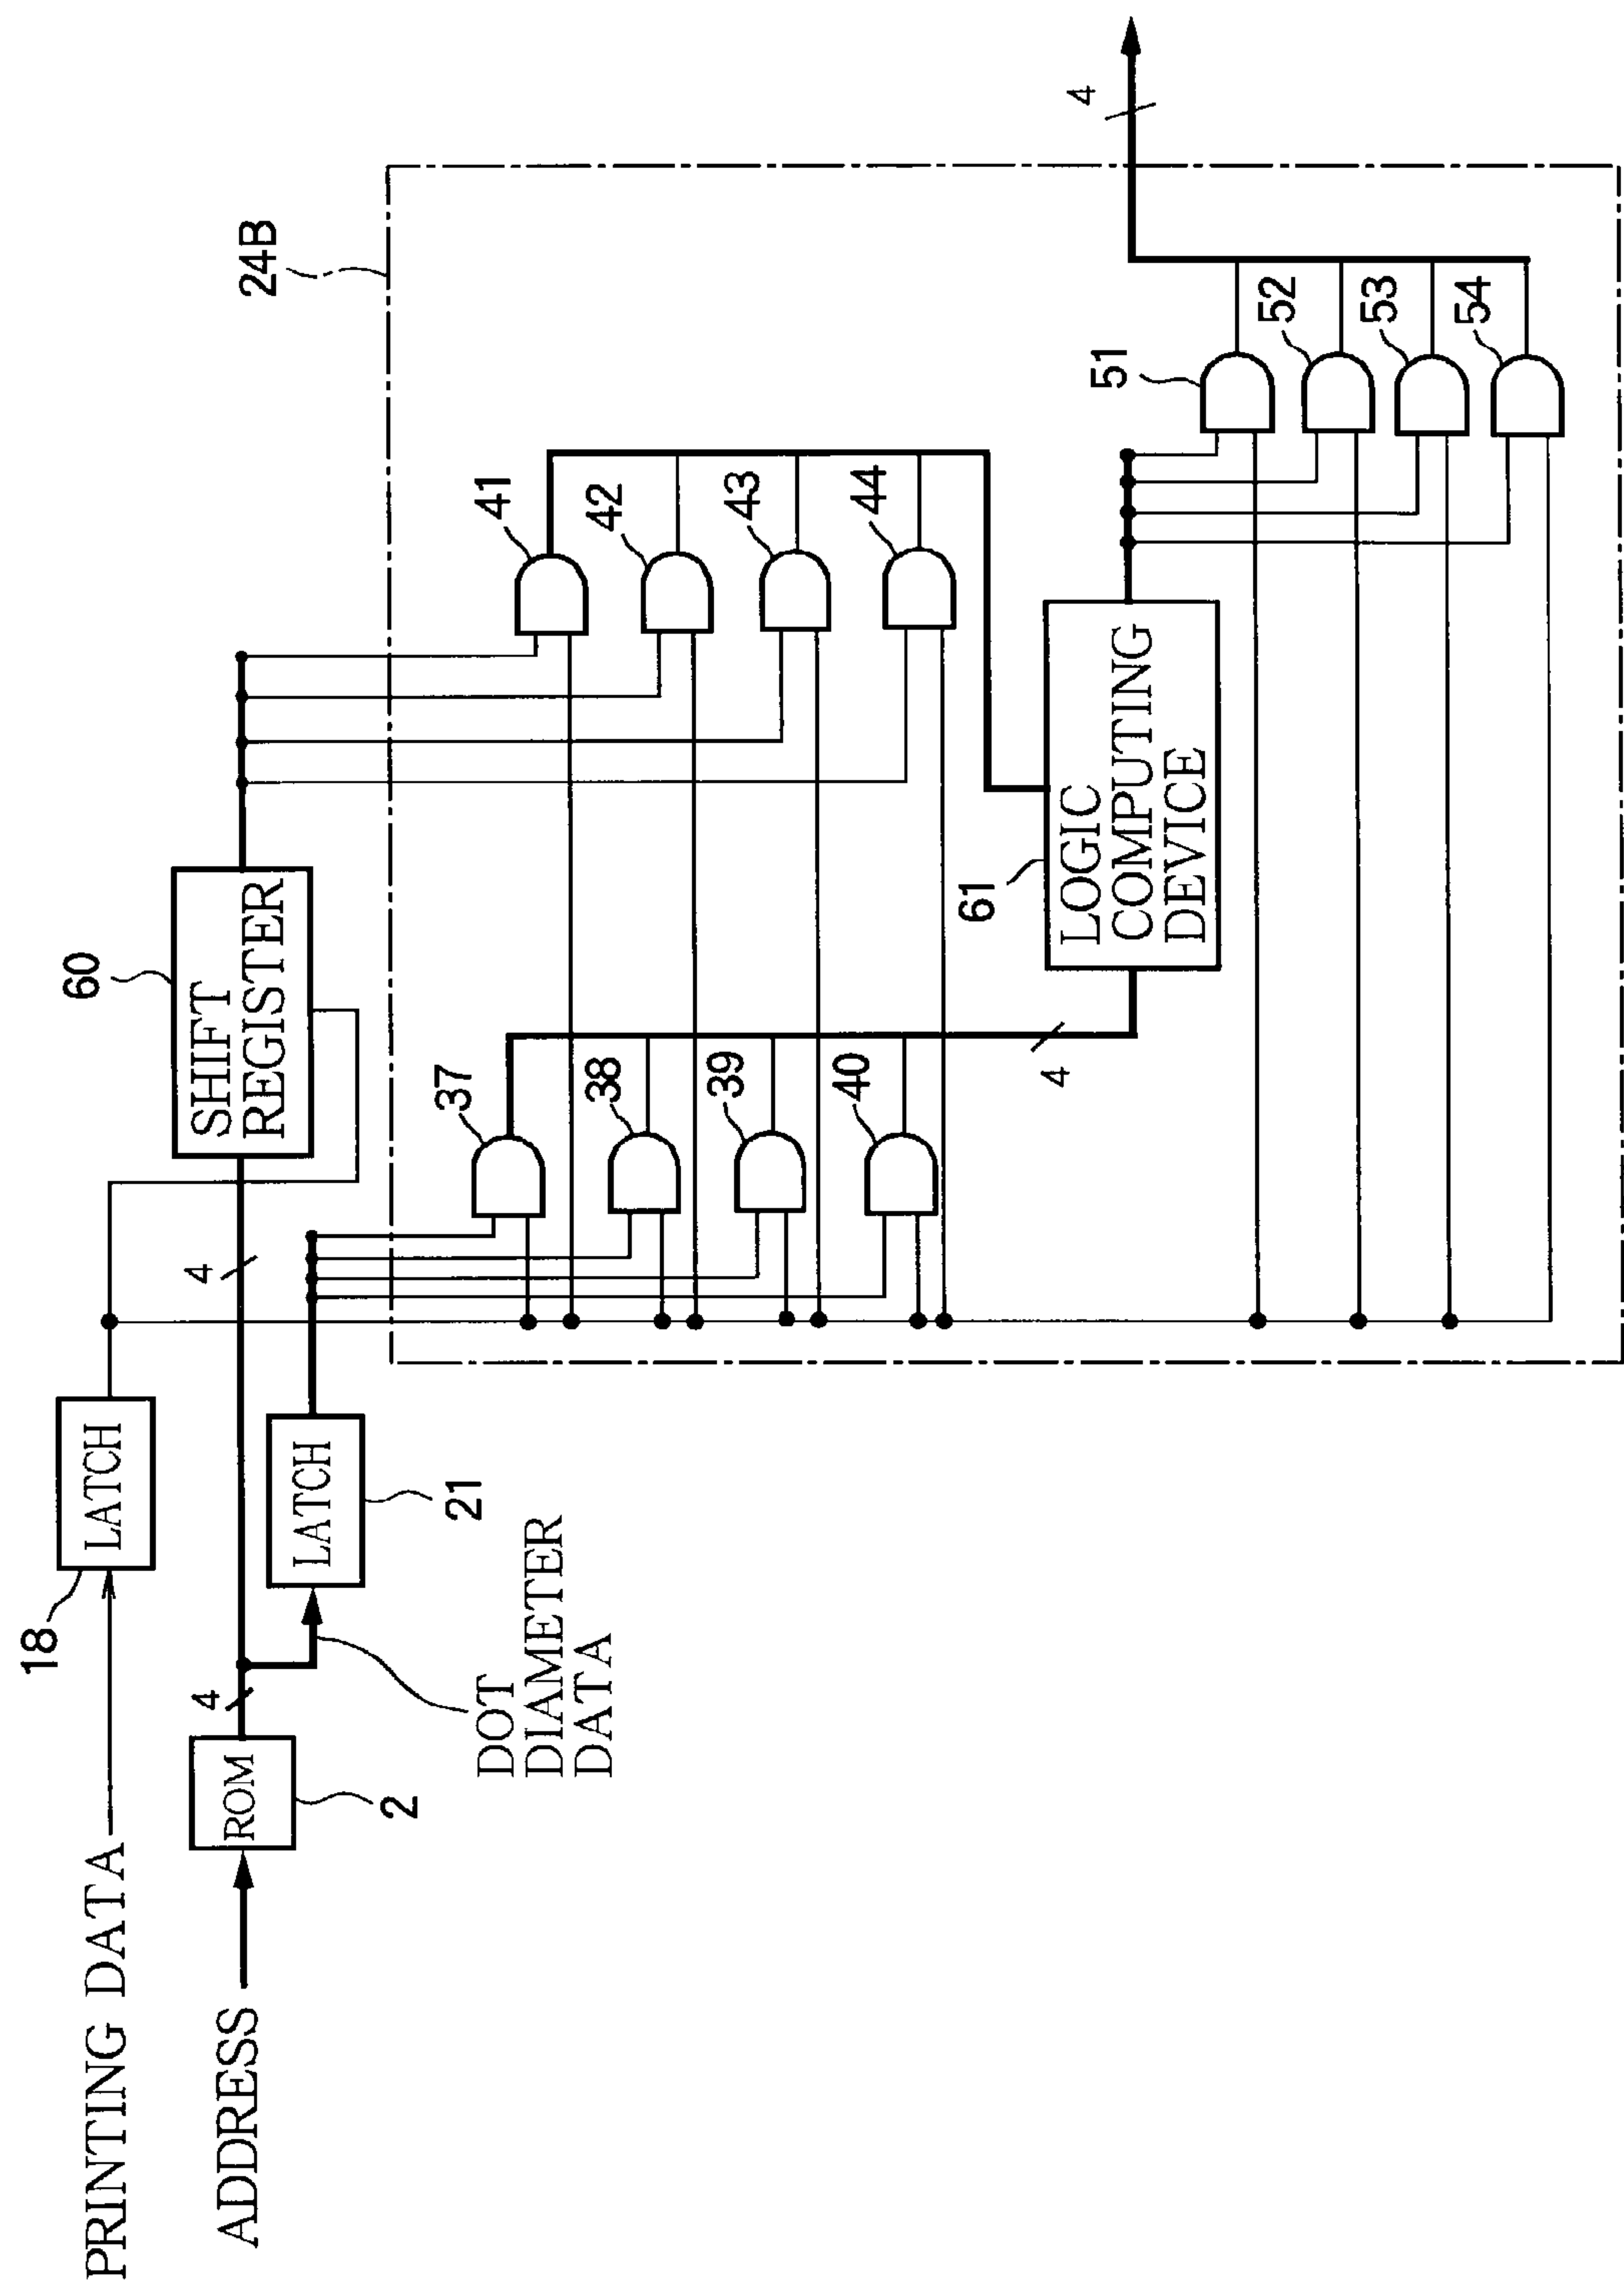 PRINTING DATA
ADDRESS
ROM
2
4
18
LATCH
DOT
DIAMETER
DATA
LATCH
21
4
60
SHIFT
REGISTER
24B
37
38
39
40
4
41
42
43
44
61
LOGIC
COMPUTING
DEVICE
51
52
53
54
4